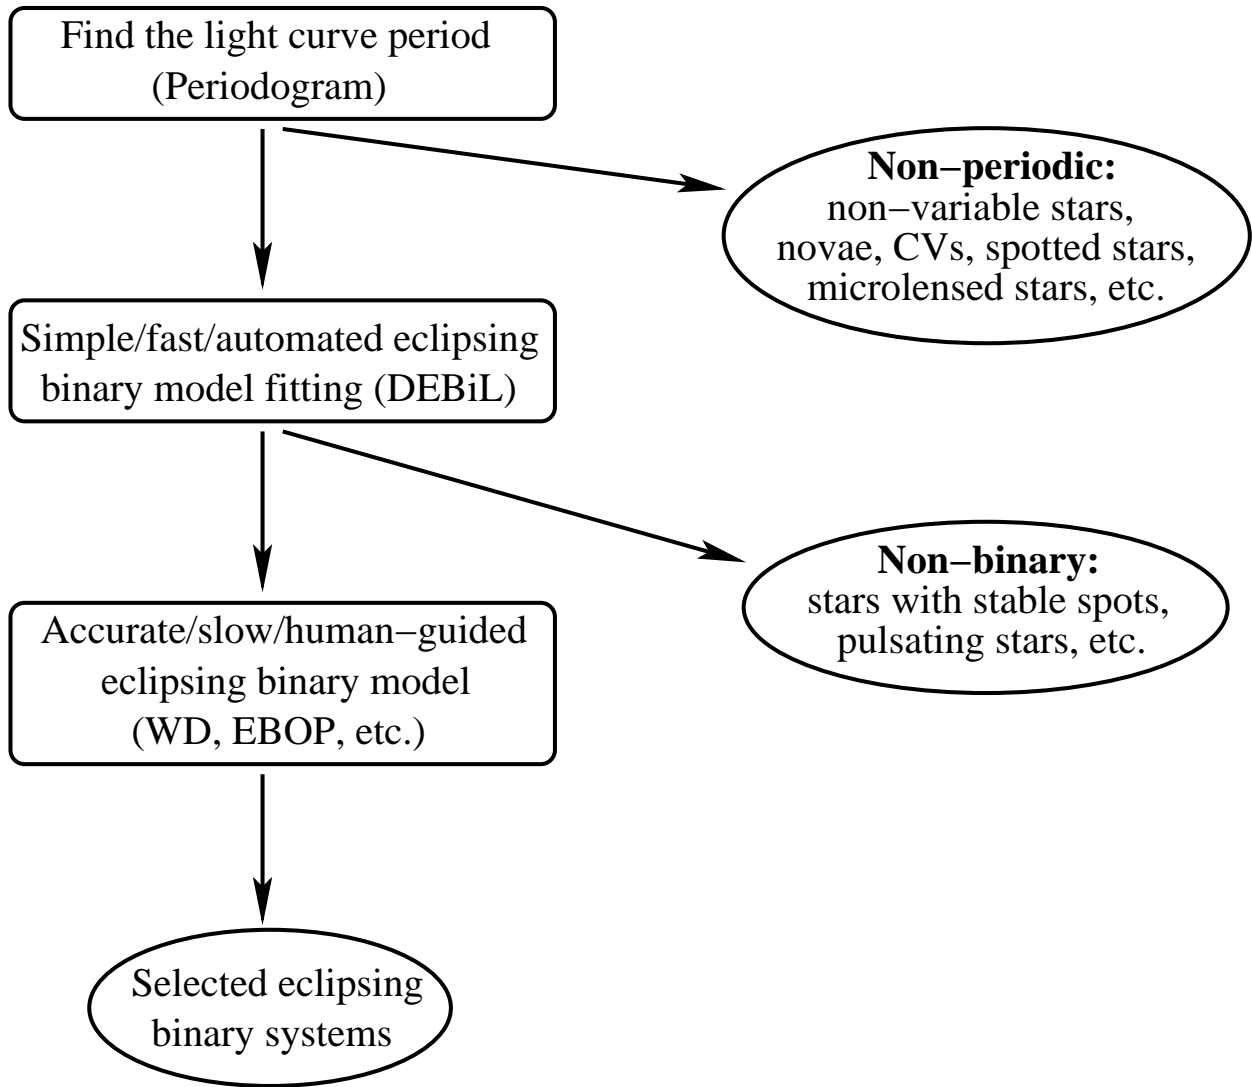 Find the light curve period
(Periodogram)
Non−periodic:
non−variable stars,
novae, CVs, spotted stars,
microlensed stars, etc.
Simple/fast/automated eclipsing
binary model fitting (DEBiL)
Non−binary:
stars with stable spots,
pulsating stars, etc.
Accurate/slow/human−guided
eclipsing binary model
(WD, EBOP, etc.)
Selected eclipsing
binary systems